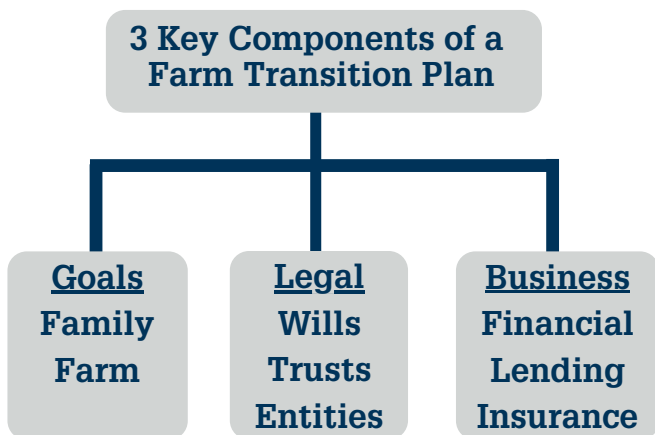 3 Key Components of a
Farm Transition Plan
Goals
Family
Farm
Legal
Wills
Trusts
Entities
Business
Financial
Lending
Insurance